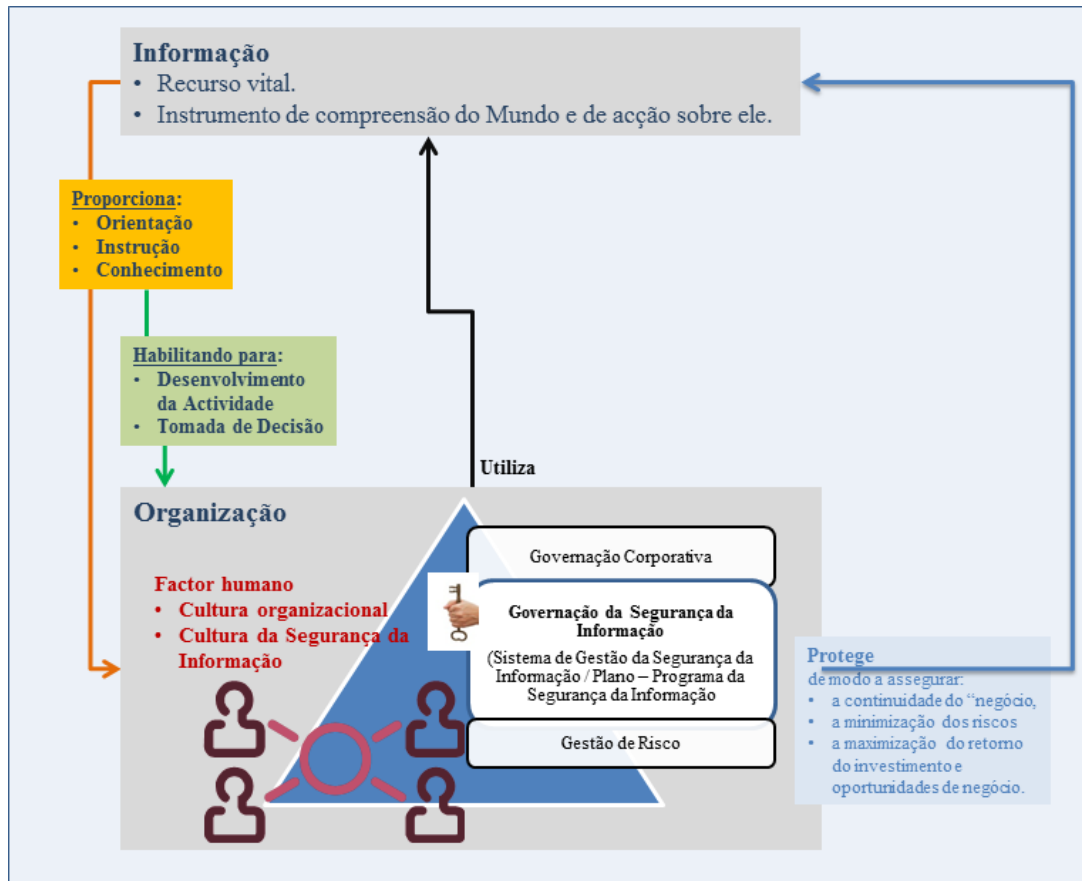 Informação
• Recurso vital.
• Instrumento de compreensão do Mundo e de acção sobre ele.
Proporciona:
• Orientação
• Instrução
• Conhecimento
Habilitando para:
• Desenvolvimento
da Actividade
• Tomada de Decisão
Utiliza
Organização
Factor humano
• Cultura organizacional
• Cultura da Segurança da
Informação
Governação Corporativa
Governação da Segurança da
Informação
(Sistema de Gestão da Segurança da
Informação / Plano – Programa da
Segurança da Informação
Gestão de Risco
Protege
de modo a assegurar:
• a continuidade do “negócio,
• a minimização dos riscos
• a maximização do retorno
do investimento e
oportunidades de negócio.